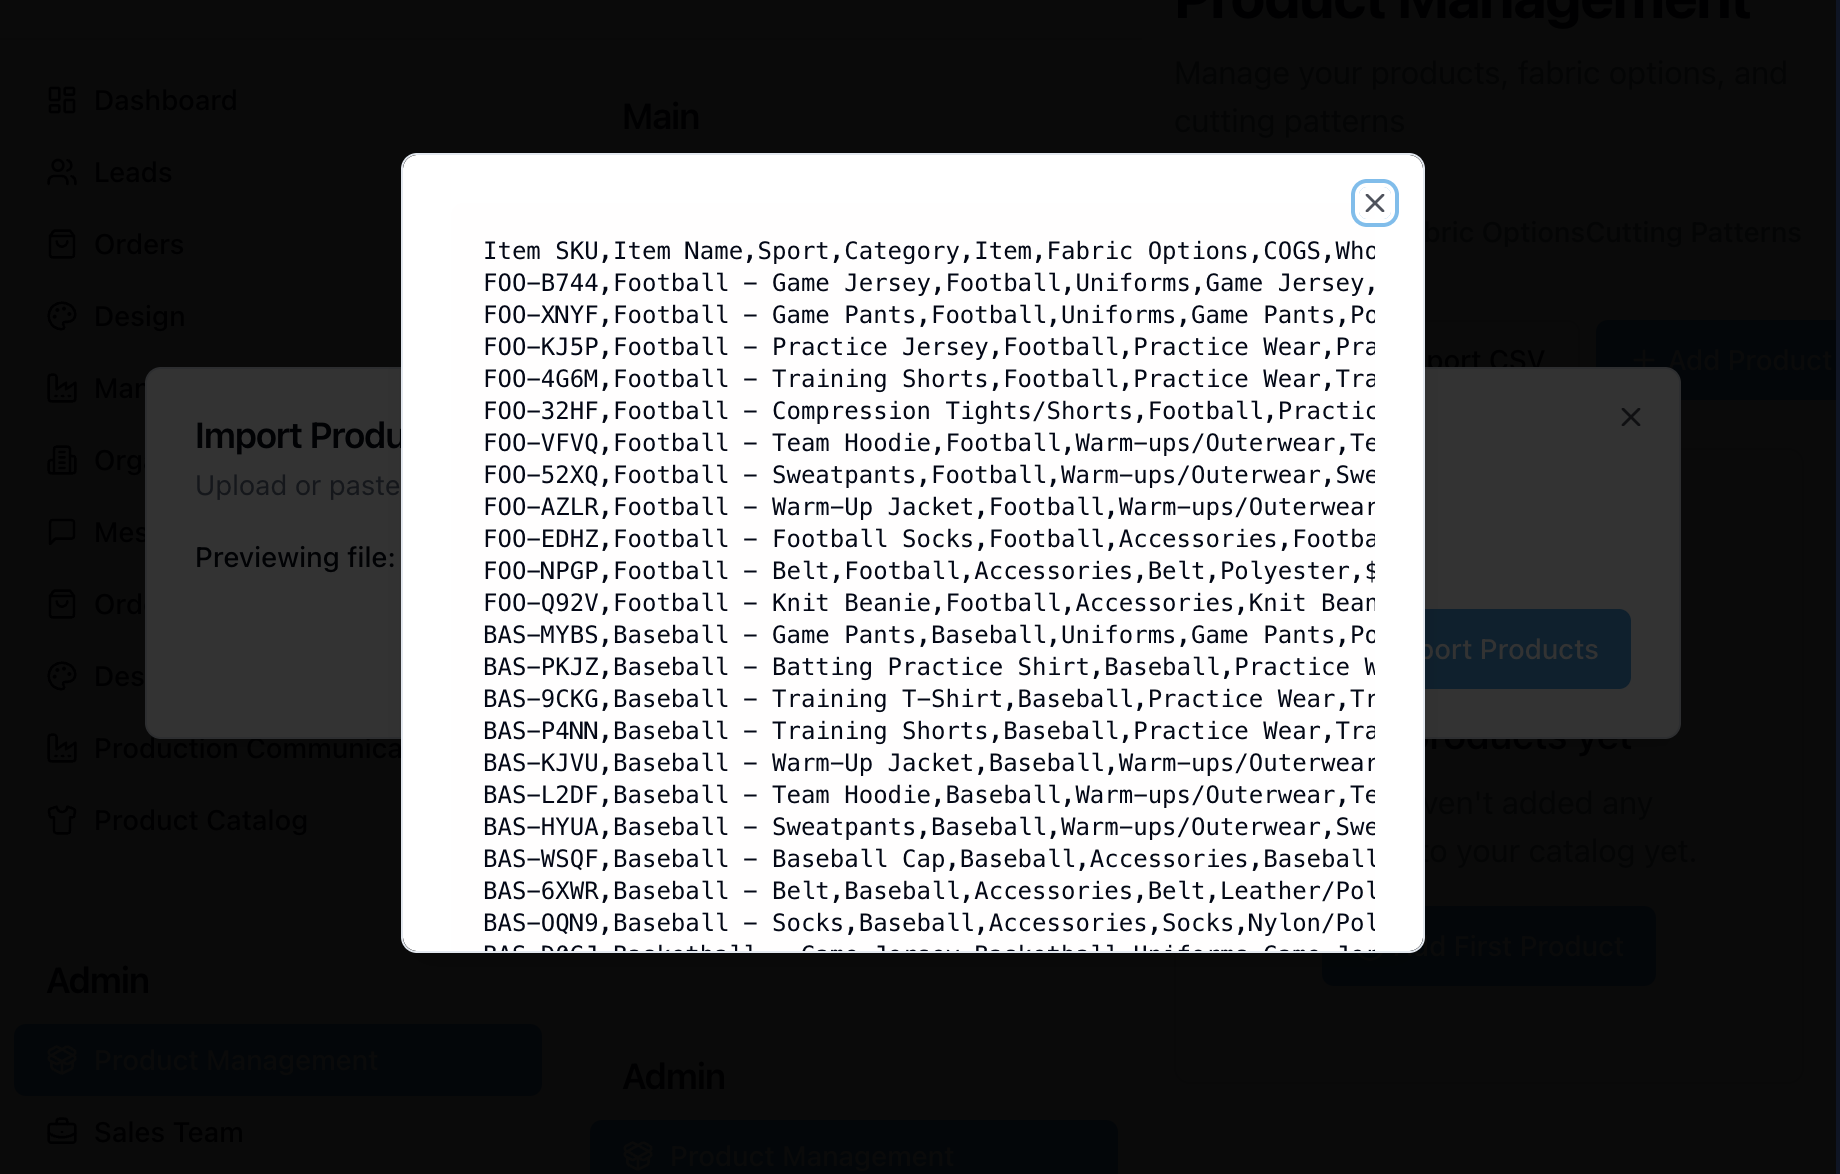 Product Management
Manage your products, fabric options, and
cutting patterns
Dashboard
Main
Leads
Orders
Design
Fabric Options
Cutting Patterns
Import CSV
Add Product
Import Produ
Upload or paste
Previewing file:
Import Products
Production Communica
Product Catalog
Admin
Product Management
Sales Team
Admin
Product Management
products yet
haven't added any
to your catalog yet.
Add First Product
Item SKU,Item Name,Sport,Category,Item,Fabric Options,COGS,Who
FOO-B744,Football - Game Jersey,Football,Uniforms,Game Jersey,
FOO-XNYF,Football - Game Pants,Football,Uniforms,Game Pants,Po
FOO-KJ5P,Football - Practice Jersey,Football,Practice Wear,Pra
FOO-4G6M,Football - Training Shorts,Football,Practice Wear,Tra
FOO-32HF,Football - Compression Tights/Shorts,Football,Practic
FOO-VFVQ,Football - Team Hoodie,Football,Warm-ups/Outerwear,Te
FOO-52XQ,Football - Sweatpants,Football,Warm-ups/Outerwear,Swe
FOO-AZLR,Football - Warm-Up Jacket,Football,Warm-ups/Outerwear
FOO-EDHZ,Football - Football Socks,Football,Accessories,Footba
FOO-NPGP,Football - Belt,Football,Accessories,Belt,Polyester,$
FOO-Q92V,Football - Knit Beanie,Football,Accessories,Knit Bean
BAS-MYBS,Baseball - Game Pants,Baseball,Uniforms,Game Pants,Po
BAS-PKJZ,Baseball - Batting Practice Shirt,Baseball,Practice W
BAS-9CKG,Baseball - Training T-Shirt,Baseball,Practice Wear,Tr
BAS-P4NN,Baseball - Training Shorts,Baseball,Practice Wear,Tra
BAS-KJVU,Baseball - Warm-Up Jacket,Baseball,Warm-ups/Outerwear
BAS-L2DF,Baseball - Team Hoodie,Baseball,Warm-ups/Outerwear,Te
BAS-HYUA,Baseball - Sweatpants,Baseball,Warm-ups/Outerwear,Swe
BAS-WSQF,Baseball - Baseball Cap,Baseball,Accessories,Baseball
BAS-6XWR,Baseball - Belt,Baseball,Accessories,Belt,Leather/Pol
BAS-OQN9,Baseball - Socks,Baseball,Accessories,Socks,Nylon/Pol